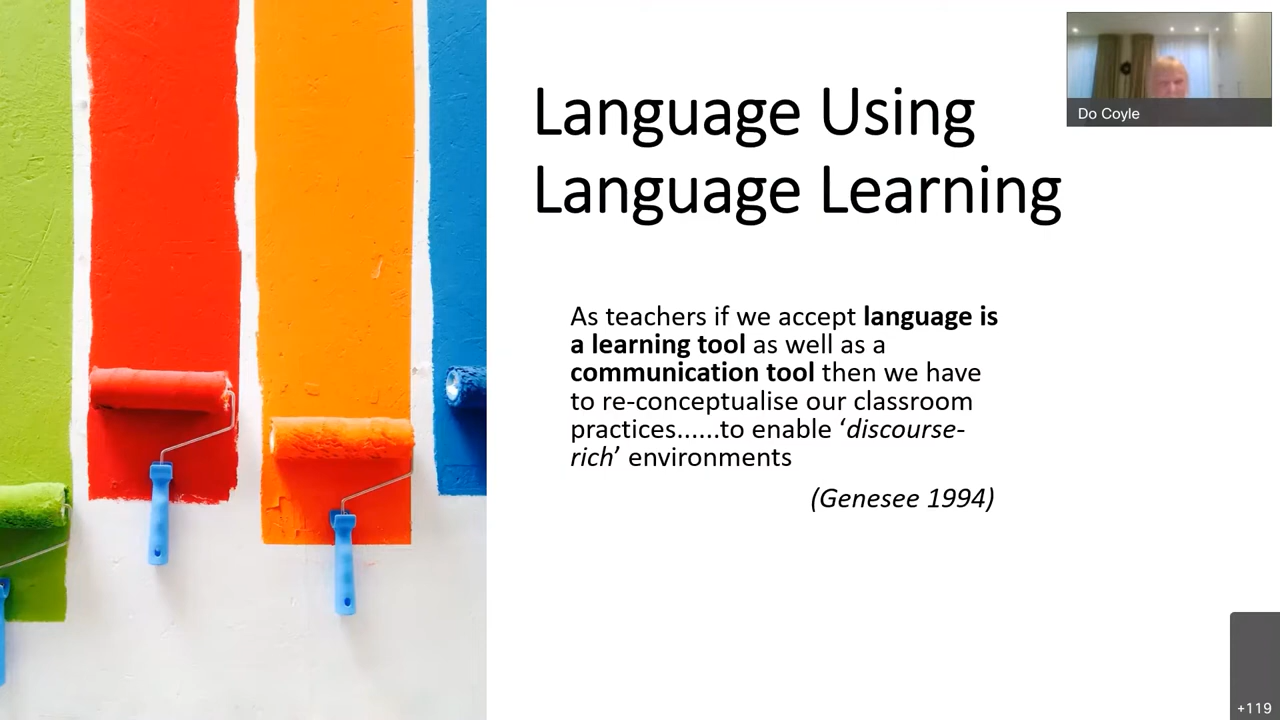 Language Using
Language Learning
Do Coyle
As teachers if we accept language is
a learning tool as well as a
communication tool then we have
to re-conceptualise our classroom
practices......to enable ‘discourse-
rich’ environments
(Genesee 1994)
+119